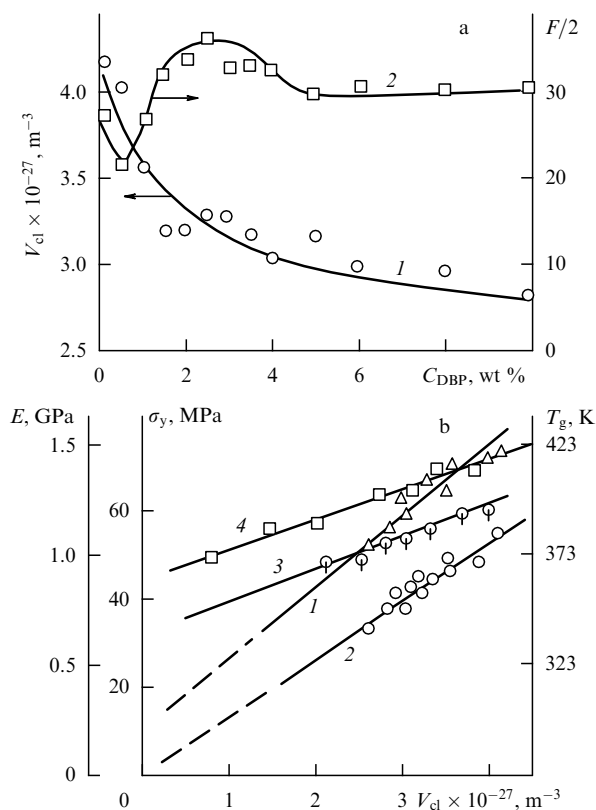 a
F/2
4.0
3.5
3.0
2.5
V_cl × 10⁻²⁷, m⁻³
2
1
30
20
10
0
0 2 4 6 8
C_DBP, wt %
E, GPa
σ_y, MPa
b
T_g, K
1.5
1.0
0.5
0
60
40
20
423
373
323
4
3
1
2
0 1 2 3 V_cl × 10⁻²⁷, m⁻³